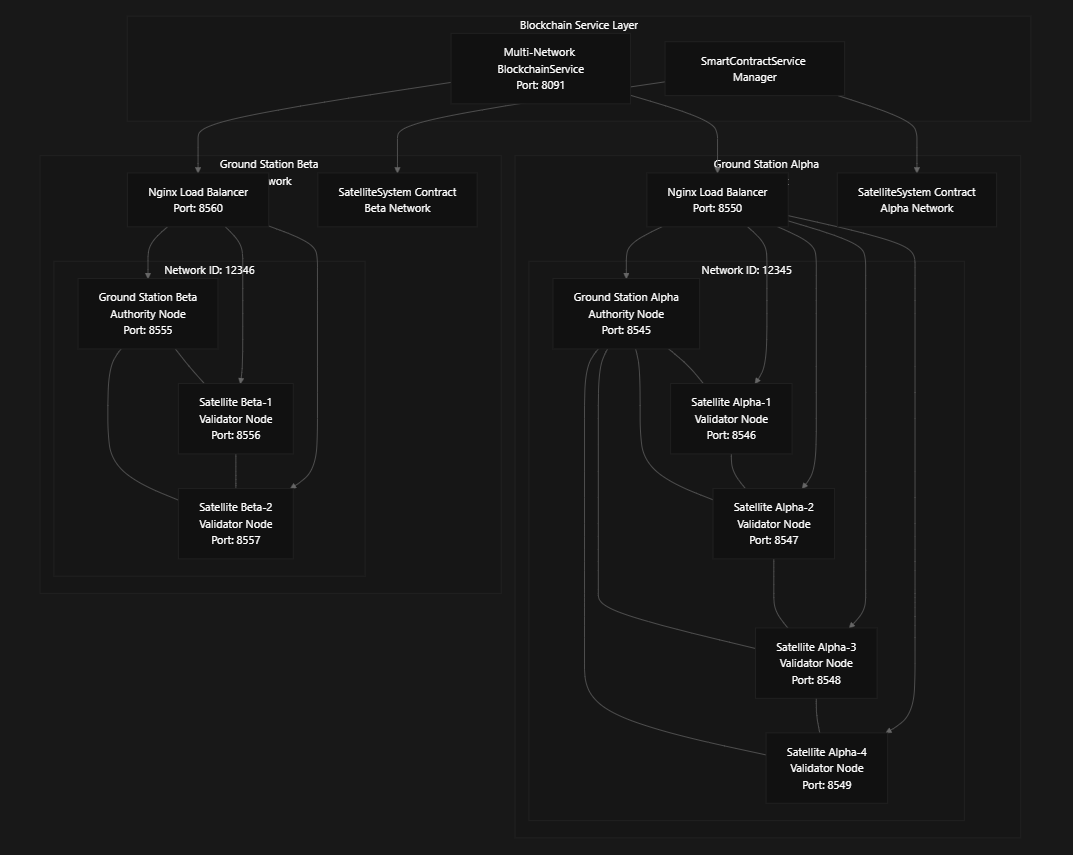 Blockchain Service Layer
Multi-Network
BlockchainService
Port: 8091
SmartContractService
Manager
Ground Station Beta
work
Nginx Load Balancer
Port: 8560
SatelliteSystem Contract
Beta Network
Network ID: 12346
Ground Station Beta
Authority Node
Port: 8555
Satellite Beta-1
Validator Node
Port: 8556
Satellite Beta-2
Validator Node
Port: 8557
Ground Station Alpha
Nginx Load Balancer
Port: 8550
SatelliteSystem Contract
Alpha Network
Network ID: 12345
Ground Station Alpha
Authority Node
Port: 8545
Satellite Alpha-1
Validator Node
Port: 8546
Satellite Alpha-2
Validator Node
Port: 8547
Satellite Alpha-3
Validator Node
Port: 8548
Satellite Alpha-4
Validator Node
Port: 8549